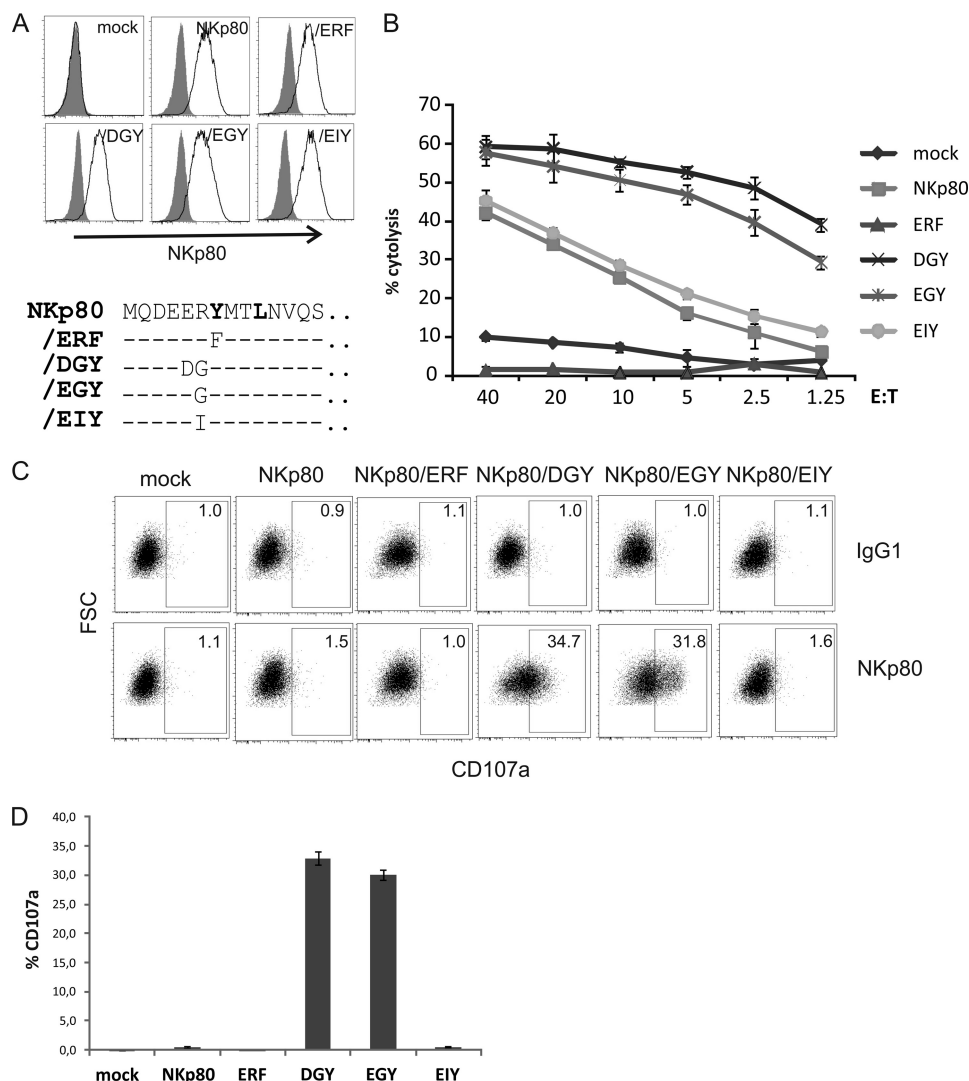 A
mock
NKp80
/ERF
/DGY
/EGY
/EIY
NKp80
NKp80 MQDEERYMTLNVQS..
/ERF ------F-------..
/DGY ----DG--------..
/EGY -----G--------..
/EIY -----I--------..
B
70
60
50
40
30
20
10
0
% cytolysis
40 20 10 5 2.5 1.25 E:T
mock
NKp80
ERF
DGY
EGY
EIY
C
mock NKp80 NKp80/ERF NKp80/DGY NKp80/EGY NKp80/EIY
1.0 0.9 1.1 1.0 1.0 1.1
IgG1
FSC
1.1 1.5 1.0 34.7 31.8 1.6
NKp80
CD107a
D
40,0
35,0
30,0
25,0
20,0
15,0
10,0
5,0
0,0
% CD107a
mock NKp80 ERF DGY EGY EIY